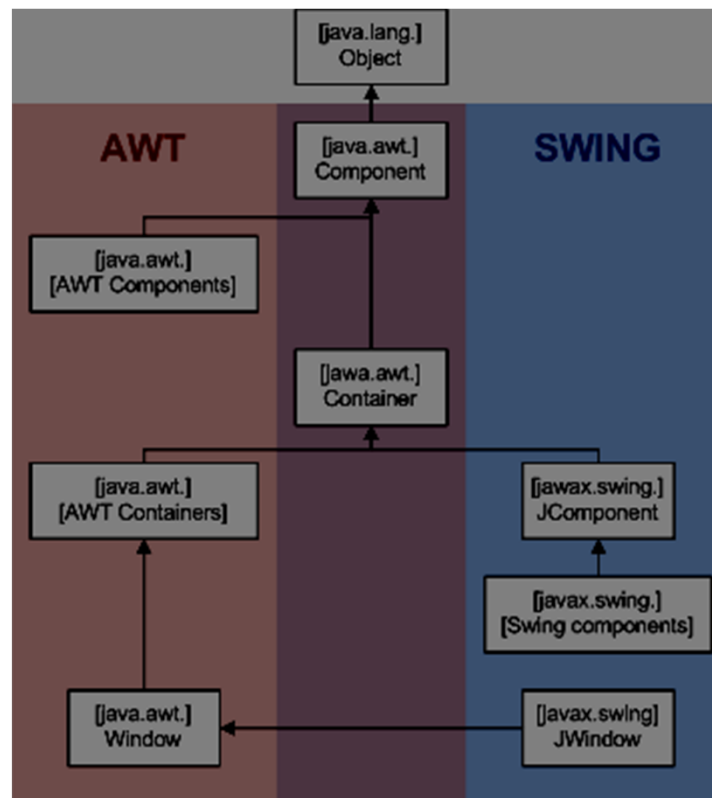 [java.lang.]
Object
AWT
[java.awt.]
Component
SWING
[java.awt.]
[AWT Components]
[jawa.awt.]
Container
[java.awt.]
[AWT Containers]
[jawax.swing.]
JComponent
[javax.swing.]
[Swing components]
[java.awt.]
Window
[javax.swing]
JWindow